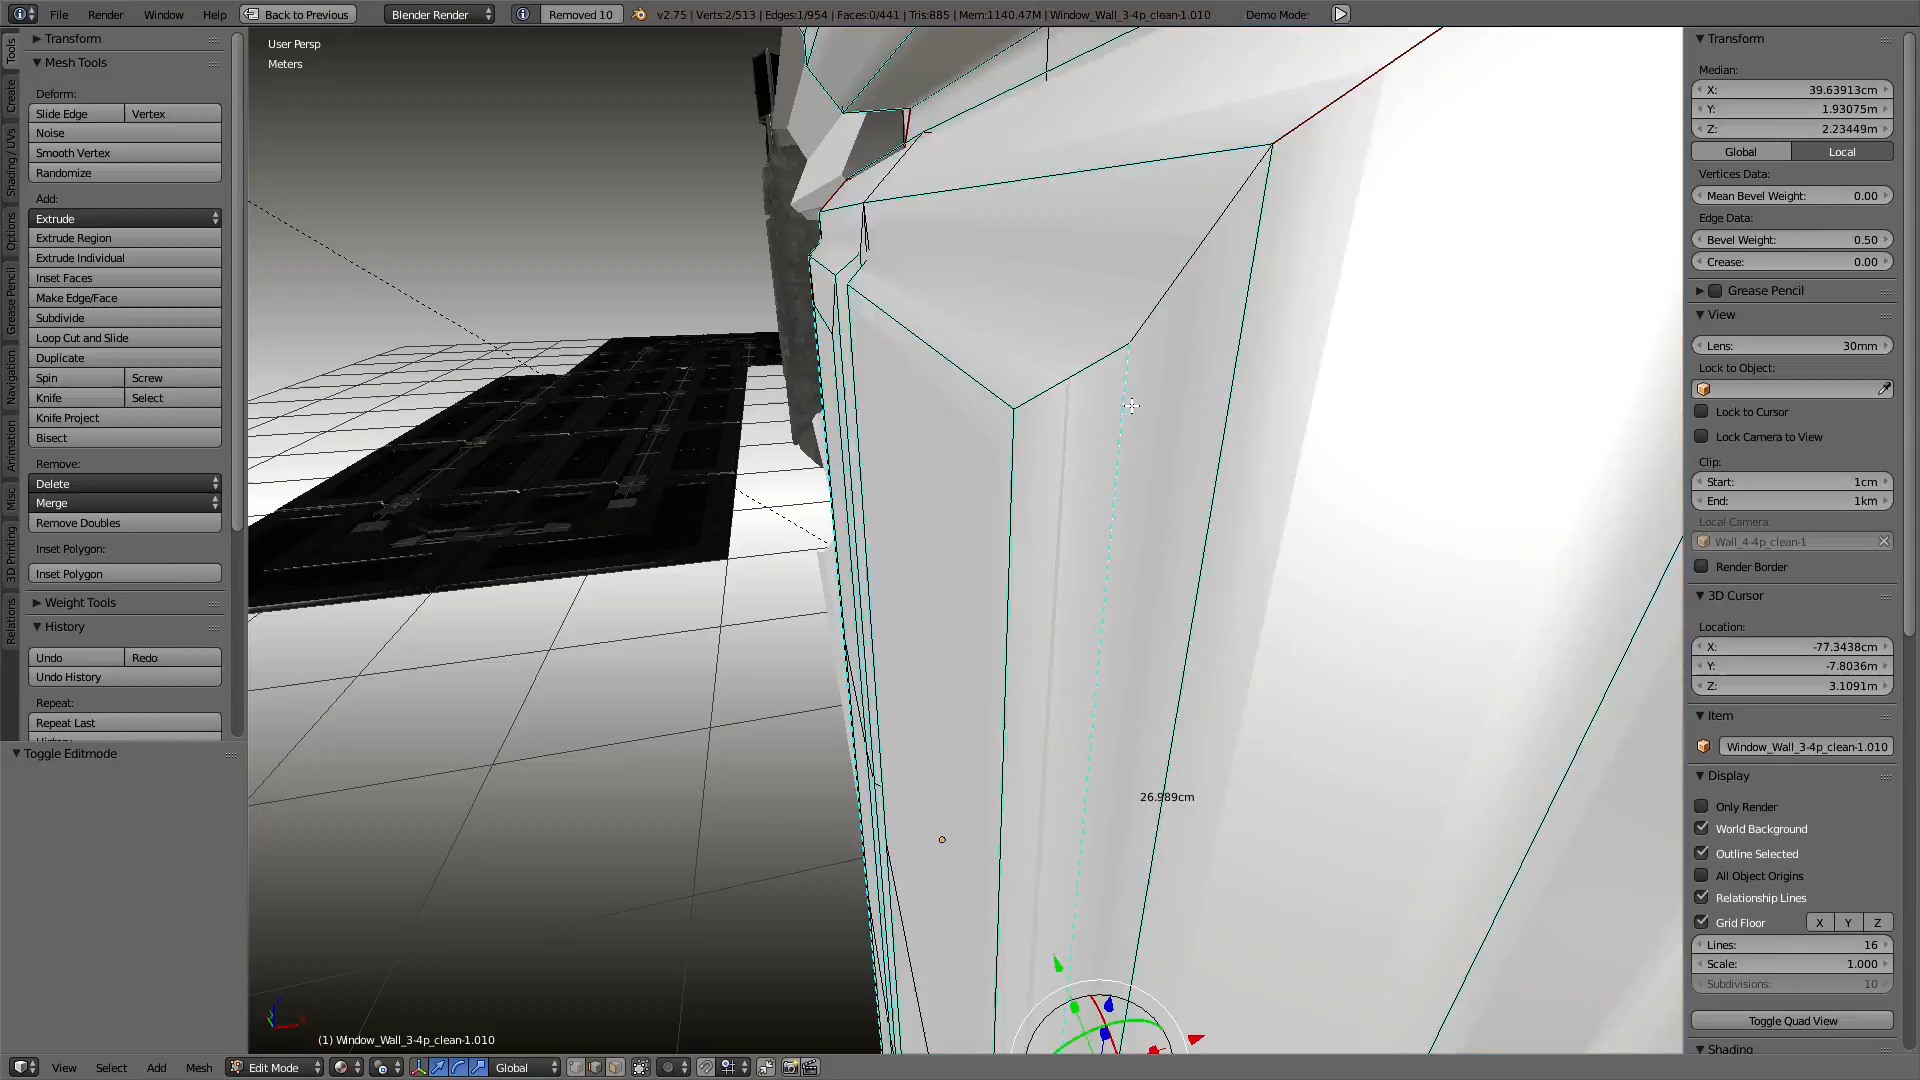 File Window Help Back to Previous Blender Render Removed 10 v2.75 | Verts:2/513 | Edges:1/954 | Faces:0/441 | Tris:885 | Mem:1140.47M | Window_Wall_3-4p_clean-1.010 Demo Mode:
Tools
Create
Shading / UVs
Options
Grease Pencil
Navigation
Animation
Misc
3D Printing
Relations
Transform
Mesh Tools
Deform:
Slide Edge Vertex
Noise
Smooth Vertex
Randomize
Add:
Extrude
Extrude Region
Extrude Individual
Inset Faces
Make Edge/Face
Subdivide
Loop Cut and Slide
Duplicate
Spin Screw
Knife Select
Knife Project
Bisect
Remove:
Delete
Merge
Remove Doubles
Inset Polygon:
Inset Polygon
Weight Tools
History
Undo Redo
Undo History
Repeat:
Repeat Last
Toggle Editmode
User Persp
Meters
26.989cm
(1) Window_Wall_3-4p_clean-1.010
Transform
Median:
X: 39.63913cm
Y: 1.93075m
Z: 2.23449m
Global Local
Vertices Data:
Mean Bevel Weight: 0.00
Edge Data:
Bevel Weight: 0.50
Crease: 0.00
Grease Pencil
View
Lens: 30mm
Lock to Object:
Lock to Cursor
Lock Camera to View
Clip:
Start: 1cm
End: 1km
Local Camera:
Wall_4-4p_clean-1
Render Border
3D Cursor
Location:
X: -77.3438cm
Y: -7.8036m
Z: 3.1091m
Item
Window_Wall_3-4p_clean-1.010
Display
Only Render
World Background
Outline Selected
All Object Origins
Relationship Lines
Grid Floor X Y Z
Lines: 16
Scale: 1.000
Subdivisions: 10
Toggle Quad View
Shading
View Select Add Mesh Edit Mode Global